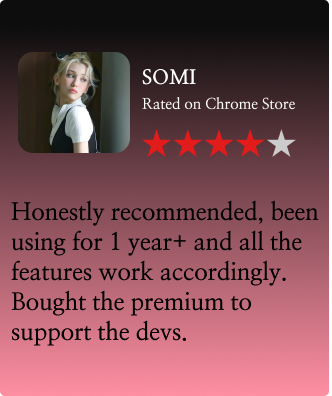 SOMI
Rated on Chrome Store
Honestly recommended, been
using for 1 year+ and all the
features work accordingly.
Bought the premium to
support the devs.